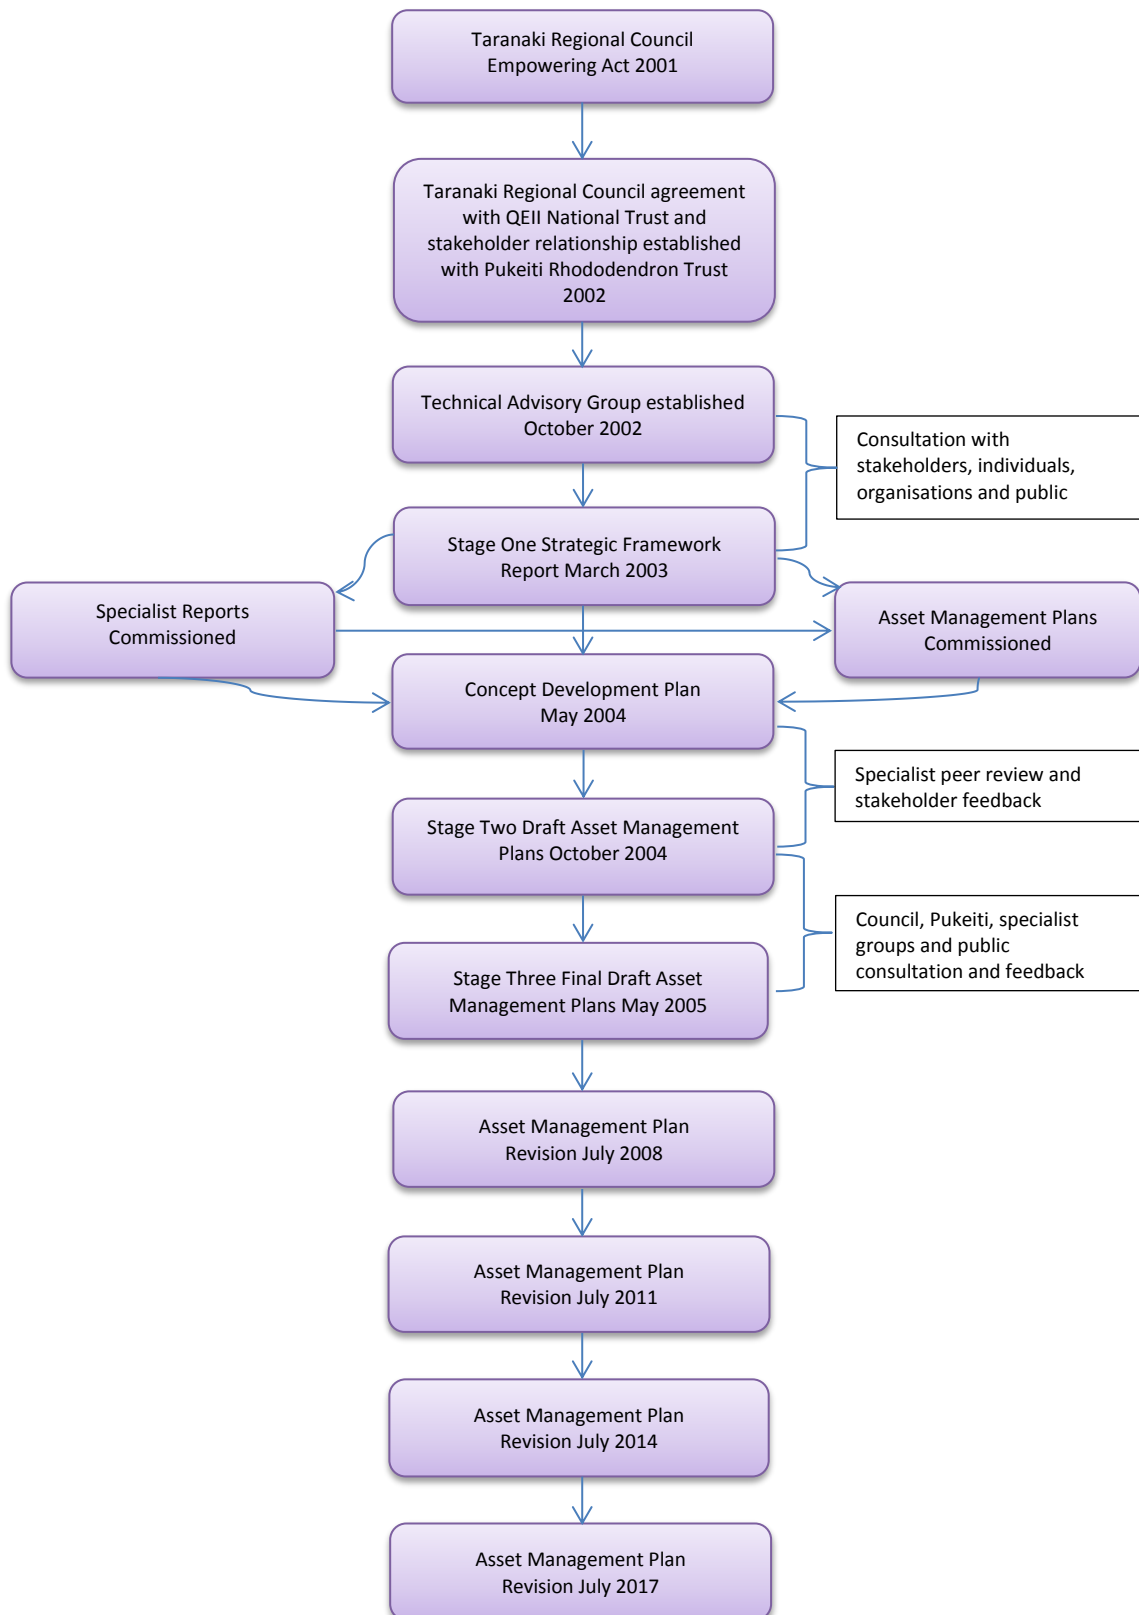 Taranaki Regional Council
Empowering Act 2001
Taranaki Regional Council agreement
with QEII National Trust and
stakeholder relationship established
with Pukeiti Rhododendron Trust
2002
Technical Advisory Group established
October 2002
Consultation with
stakeholders, individuals,
organisations and public
Stage One Strategic Framework
Report March 2003
Specialist Reports
Commissioned
Asset Management Plans
Commissioned
Concept Development Plan
May 2004
Specialist peer review and
stakeholder feedback
Stage Two Draft Asset Management
Plans October 2004
Council, Pukeiti, specialist
groups and public
consultation and feedback
Stage Three Final Draft Asset
Management Plans May 2005
Asset Management Plan
Revision July 2008
Asset Management Plan
Revision July 2011
Asset Management Plan
Revision July 2014
Asset Management Plan
Revision July 2017